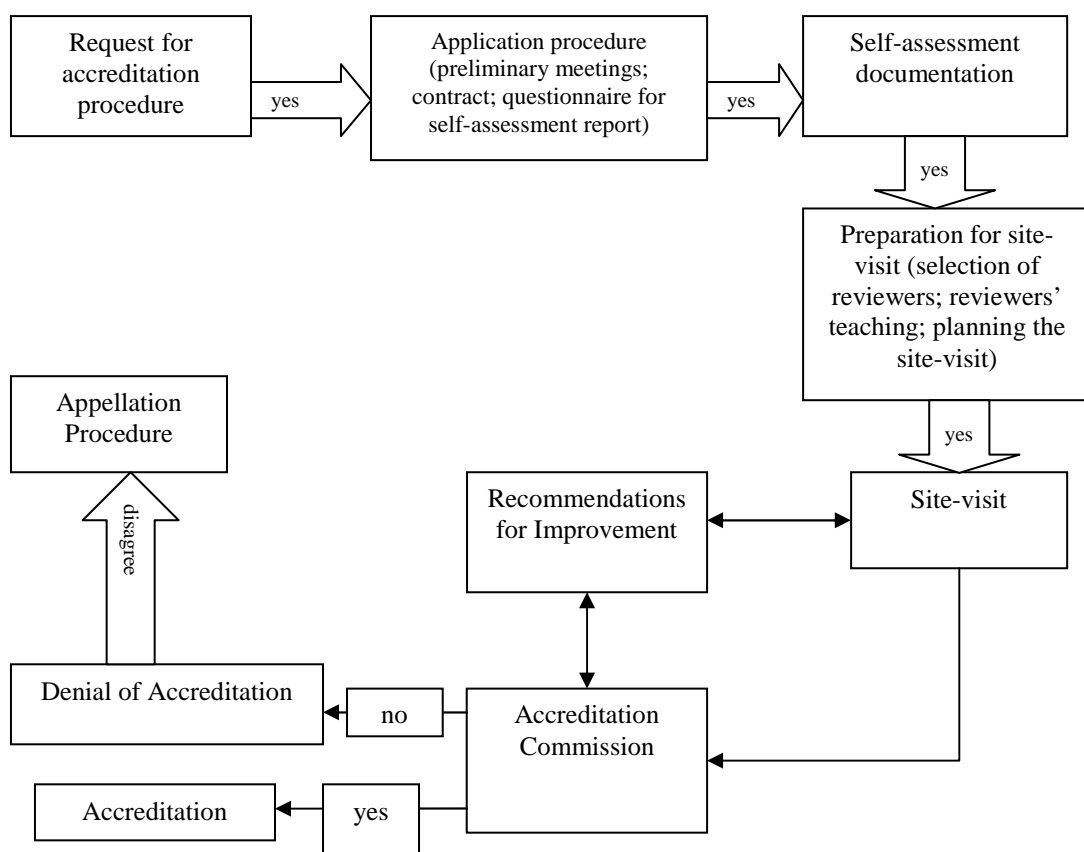 Request for
accreditation
procedure
yes
Application procedure
(preliminary meetings;
contract; questionnaire for
self-assessment report)
yes
Self-assessment
documentation
yes
Preparation for site-
visit (selection of
reviewers; reviewers’
teaching; planning the
site-visit)
yes
Site-visit
Recommendations
for Improvement
Appellation
Procedure
disagree
Denial of Accreditation
no
Accreditation
Commission
Accreditation
yes